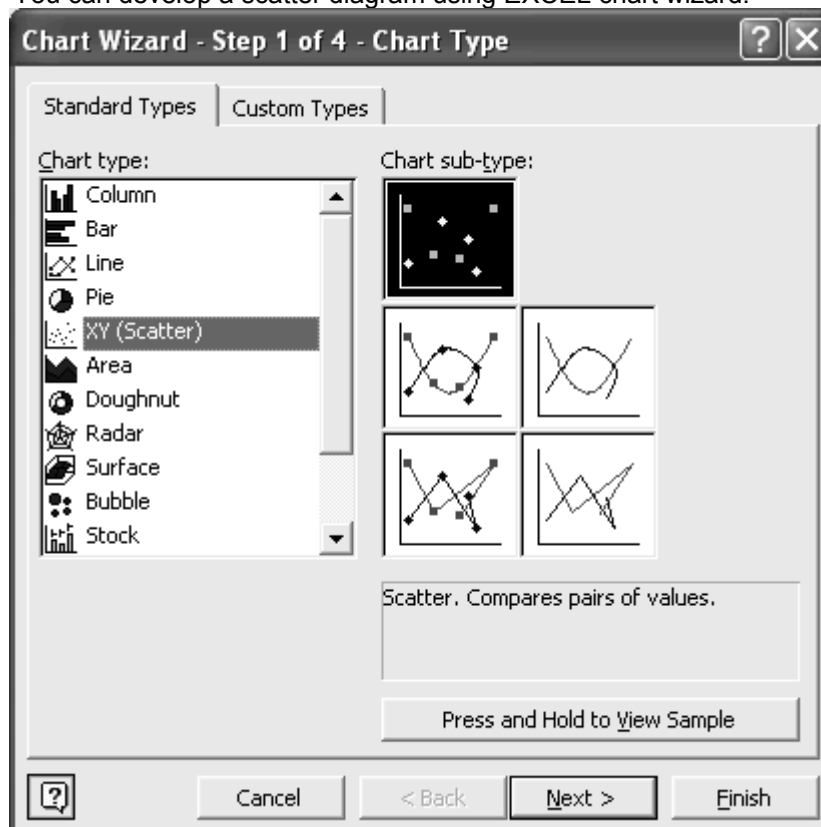 You can develop a scatter diagram using EXCEL chart wizard.
Chart Wizard - Step 1 of 4 - Chart Type
Standard Types
Custom Types
Chart type:
Column
Bar
Line
Pie
XY (Scatter)
Area
Doughnut
Radar
Surface
Bubble
Stock
Chart sub-type:
Scatter. Compares pairs of values.
Press and Hold to View Sample
Cancel
< Back
Next >
Finish